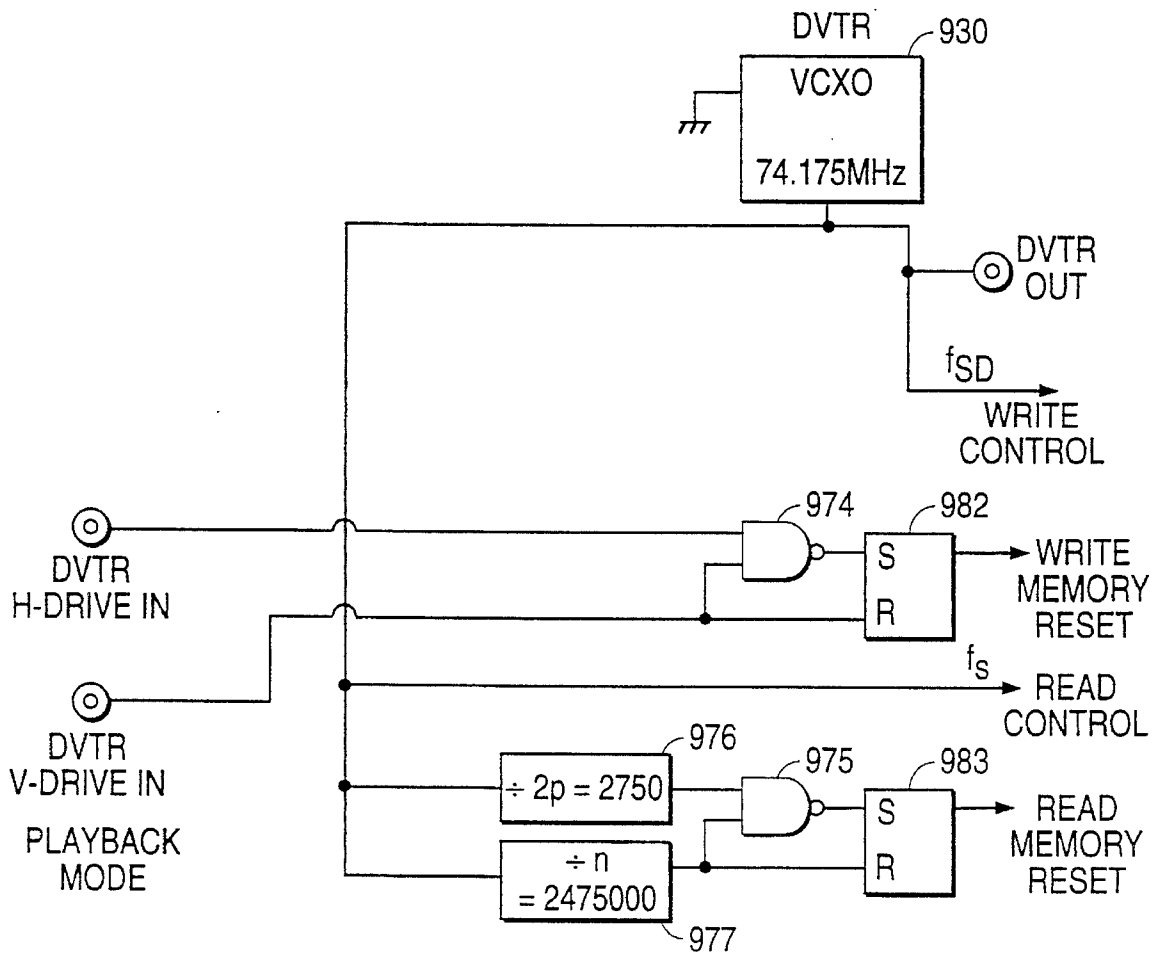 DVTR
930
VCXO
74.175MHz
DVTR
OUT
fSD
WRITE
CONTROL
974
982
DVTR
H-DRIVE IN
S
R
WRITE
MEMORY
RESET
fS
READ
CONTROL
DVTR
V-DRIVE IN
976
÷ 2p = 2750
975
983
S
R
READ
MEMORY
RESET
PLAYBACK
MODE
÷ n
= 2475000
977